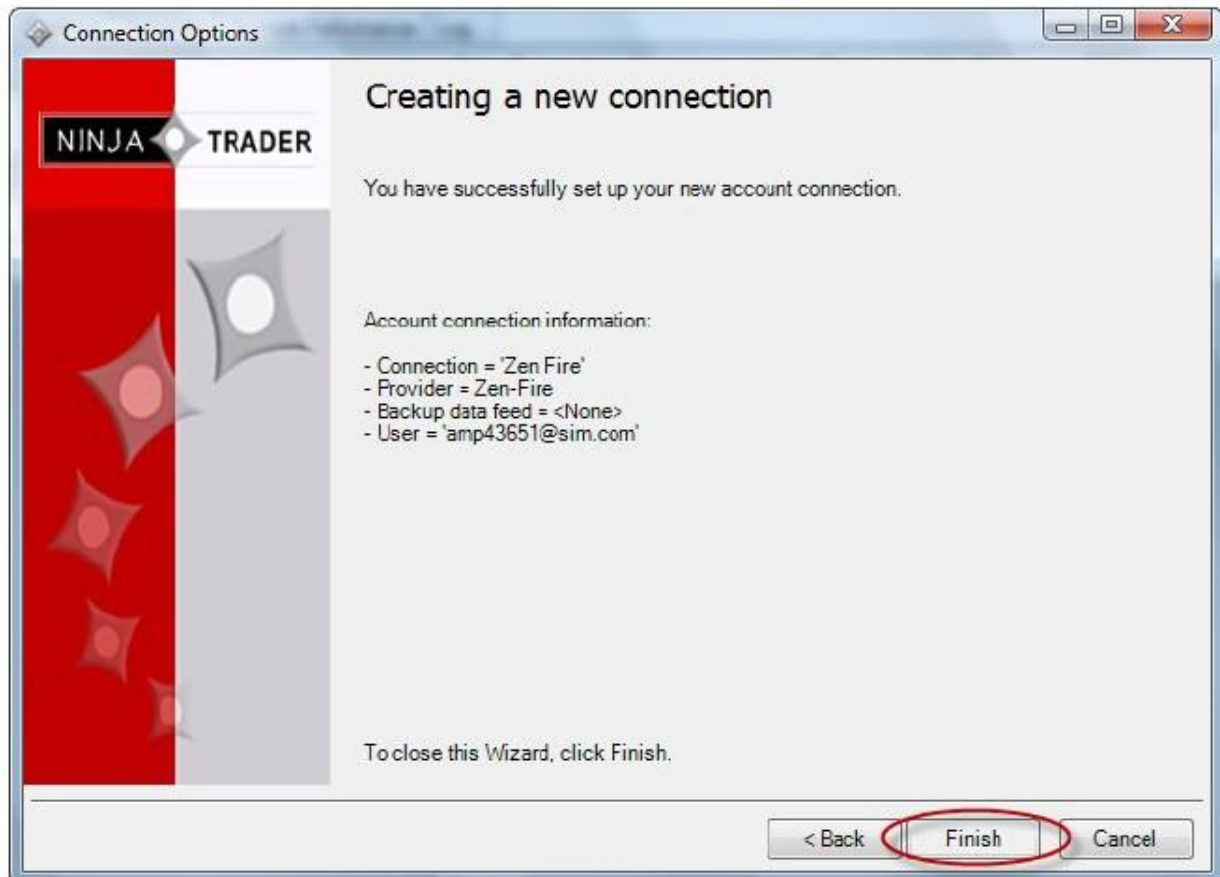 Connection Options
NINJA TRADER
Creating a new connection
You have successfully set up your new account connection.
Account connection information:
- Connection = 'Zen Fire'
- Provider = Zen-Fire
- Backup data feed = <None>
- User = 'amp43651@sim.com'
To close this Wizard, click Finish.
< Back Finish Cancel